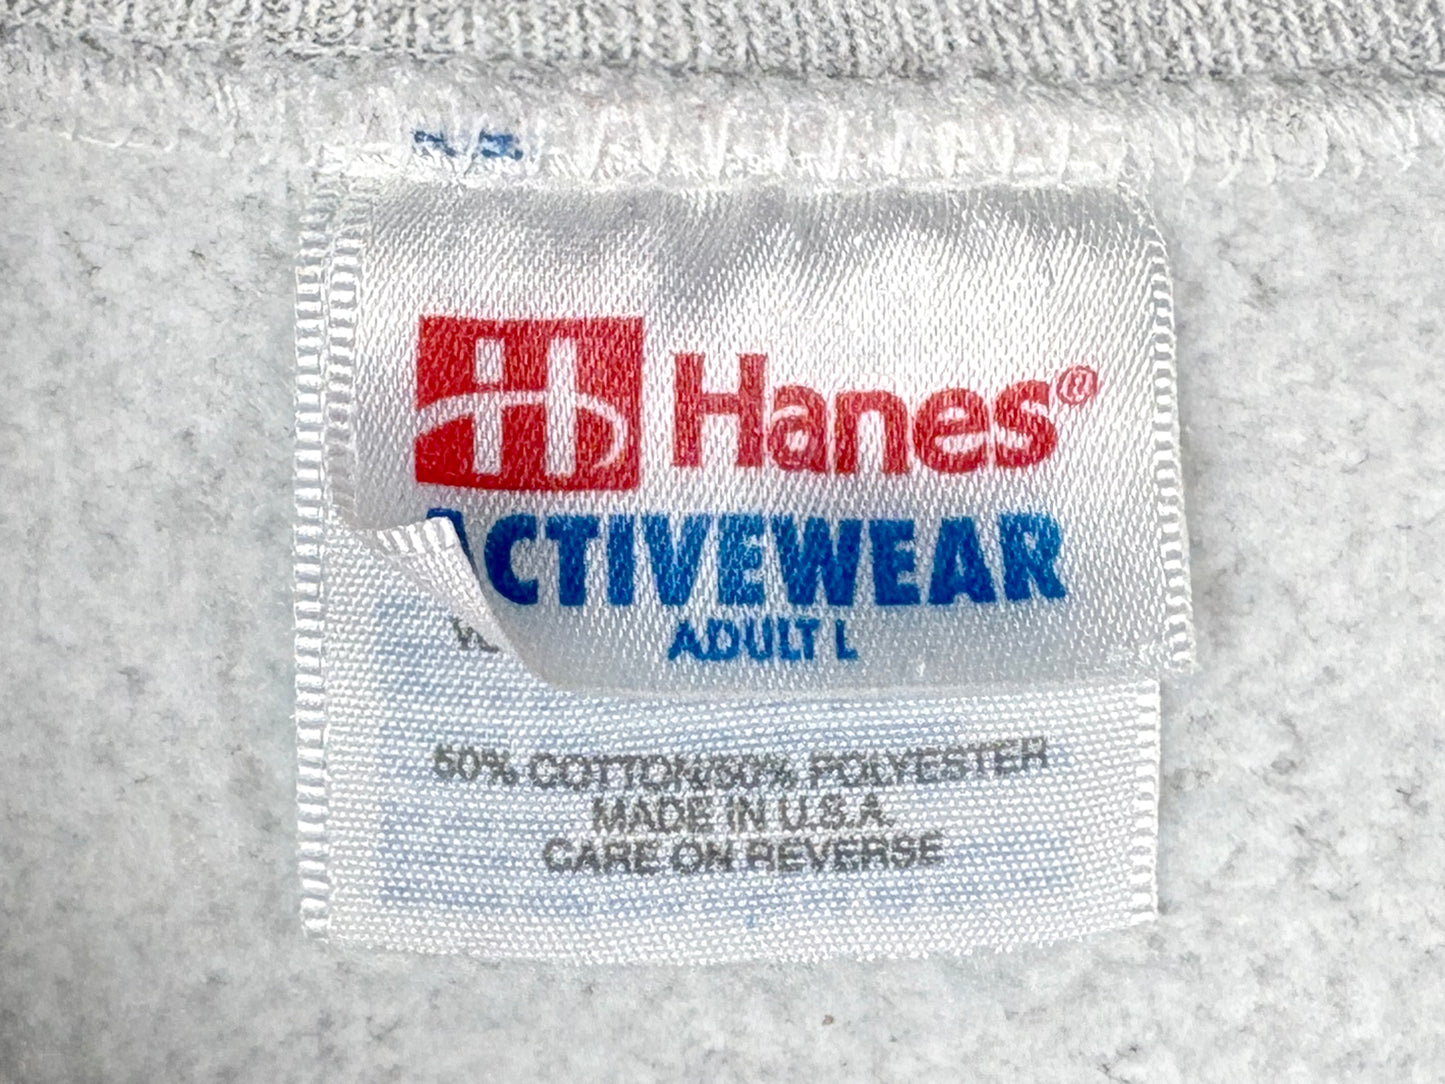 Hanes®
ACTIVEWEAR
ADULT L
50% COTTON/50% POLYESTER
MADE IN U.S.A.
CARE ON REVERSE